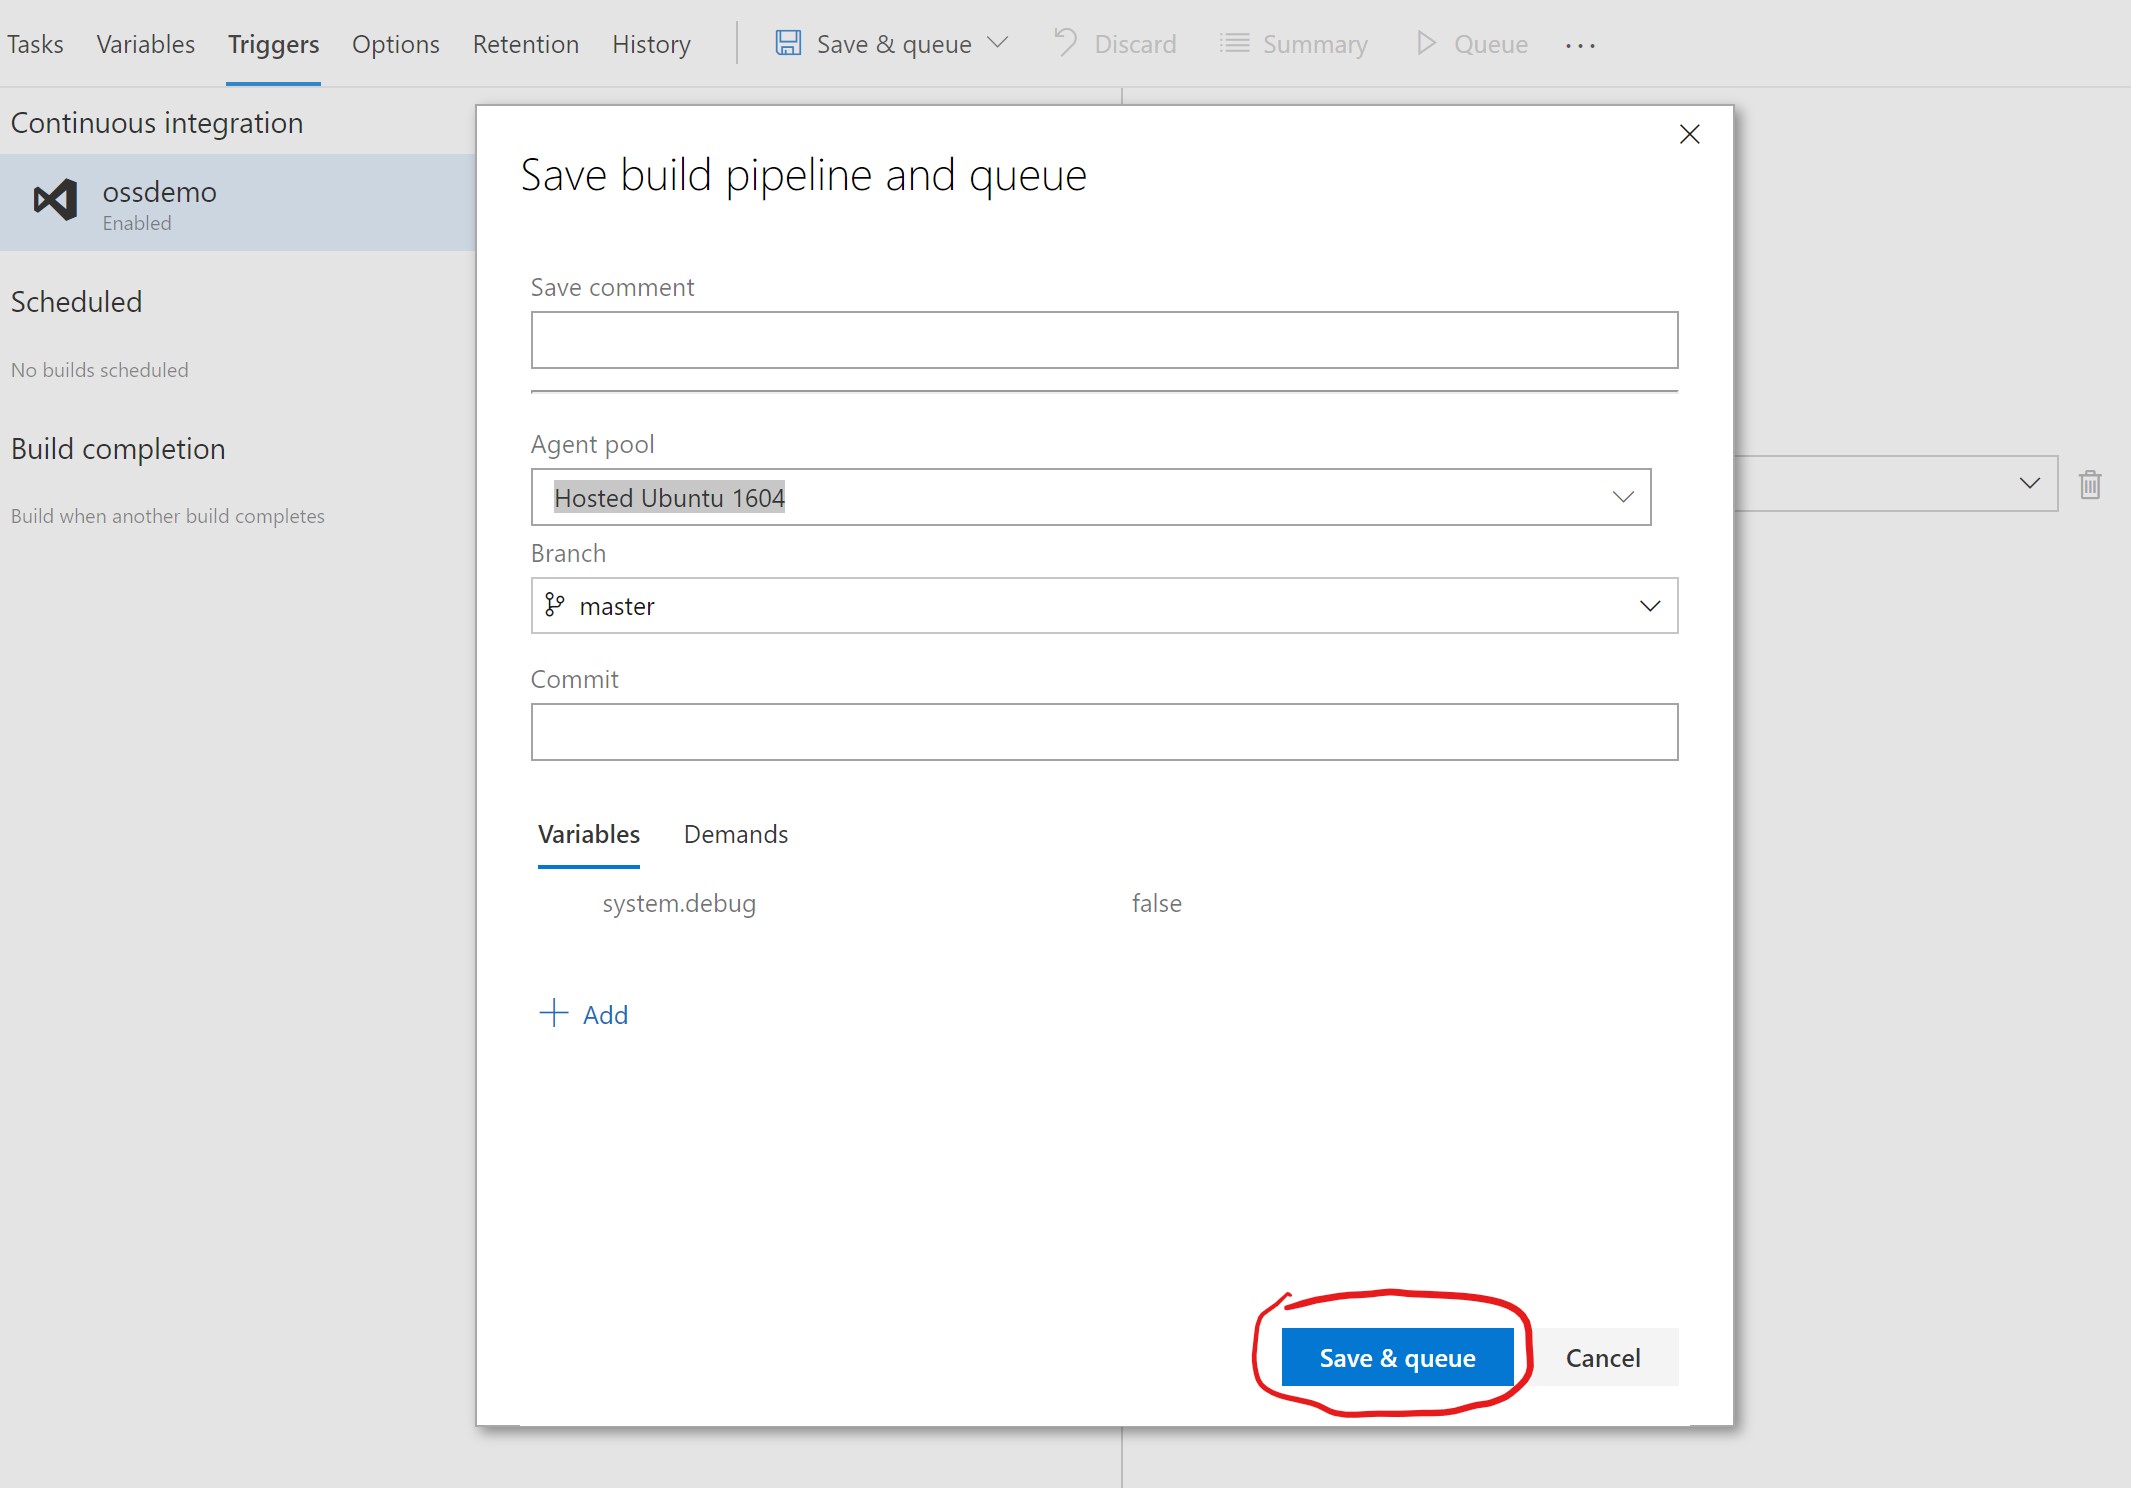 Tasks Variables Triggers Options Retention History Save & queue Discard Summary Queue ...
Continuous integration
ossdemo
Enabled
Scheduled
No builds scheduled
Build completion
Build when another build completes
Save build pipeline and queue
Save comment
Agent pool
Hosted Ubuntu 1604
Branch
master
Commit
Variables Demands
system.debug false
Add
Save & queue Cancel